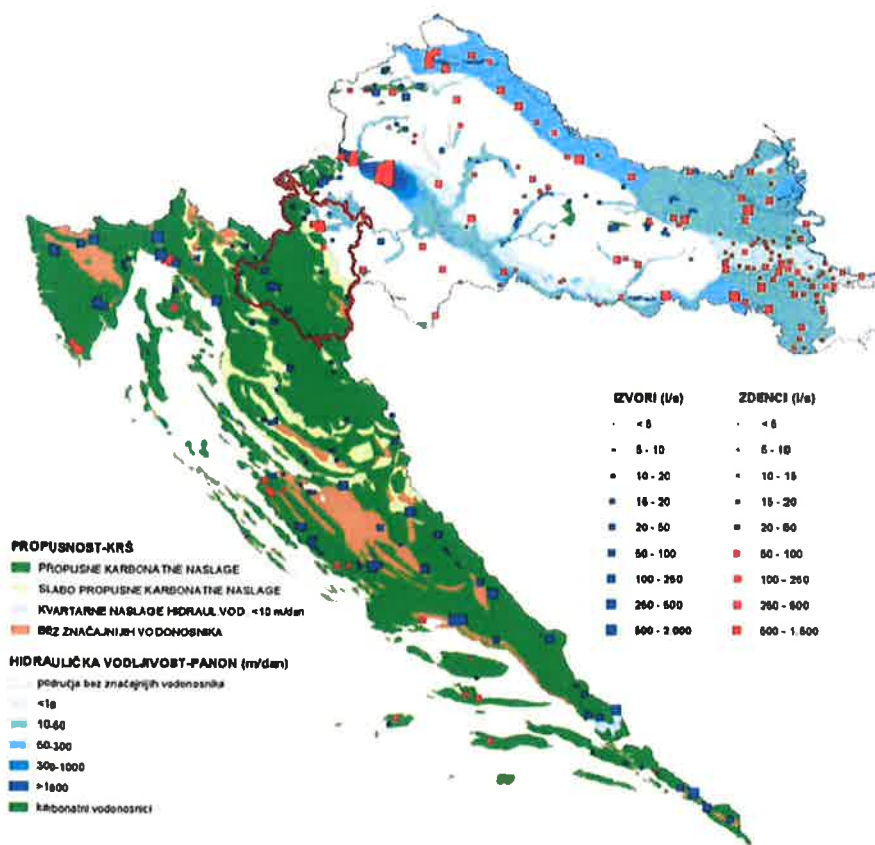 IZVORI (l/s)
< 5
5 - 10
10 - 20
15 - 20
20 - 50
50 - 100
100 - 250
250 - 500
500 - 2 000
ZDENCI (l/s)
< 5
5 - 10
10 - 15
15 - 20
20 - 50
50 - 100
100 - 250
250 - 500
500 - 1.500
PROPUSNOST-KRŠ
PROPUSNE KARBONATNE NASLAGE
SLABO PROPUSNE KARBONATNE NASLAGE
KVARTARNE NASLAGE HIDRAUL.VOD. <10 m/dan
BEZ ZNAČAJNIJIH VODONOSNIKA
HIDRAULIČKA VODLJIVOST-PANON (m/dan)
područja bez značajnijih vodonosnika
<10
10-50
50-300
300-1000
>1000
karbonatni vodonosnici